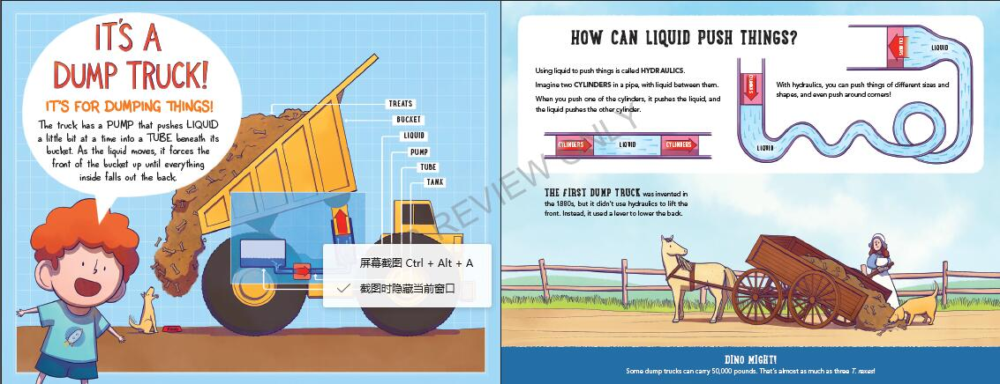 IT'S A
DUMP TRUCK!
IT'S FOR DUMPING THINGS!
The truck has a PUMP that pushes LIQUID
a little bit at a time into a TUBE beneath its
bucket. As the liquid moves, it forces the
front of the bucket up until everything
inside falls out the back.
TREATS
BUCKET
LIQUID
PUMP
TUBE
TANK
屏幕截图 Ctrl + Alt + A
截图时隐藏当前窗口
REVIEW ONLY
HOW CAN LIQUID PUSH THINGS?
Using liquid to push things is called HYDRAULICS.
Imagine two CYLINDERS in a pipe, with liquid between them.
When you push one of the cylinders, it pushes the liquid, and
the liquid pushes the other cylinder.
CYLINDERS
LIQUID
CYLINDERS
CYLINDERS
LIQUID
CYLINDERS
LIQUID
With hydraulics, you can push things of different sizes and
shapes, and even push around corners!
THE FIRST DUMP TRUCK was invented in
the 1880s, but it didn't use hydraulics to lift the
front. Instead, it used a lever to lower the back.
DINO MIGHT!
Some dump trucks can carry 50,000 pounds. That's almost as much as three T. rexes!